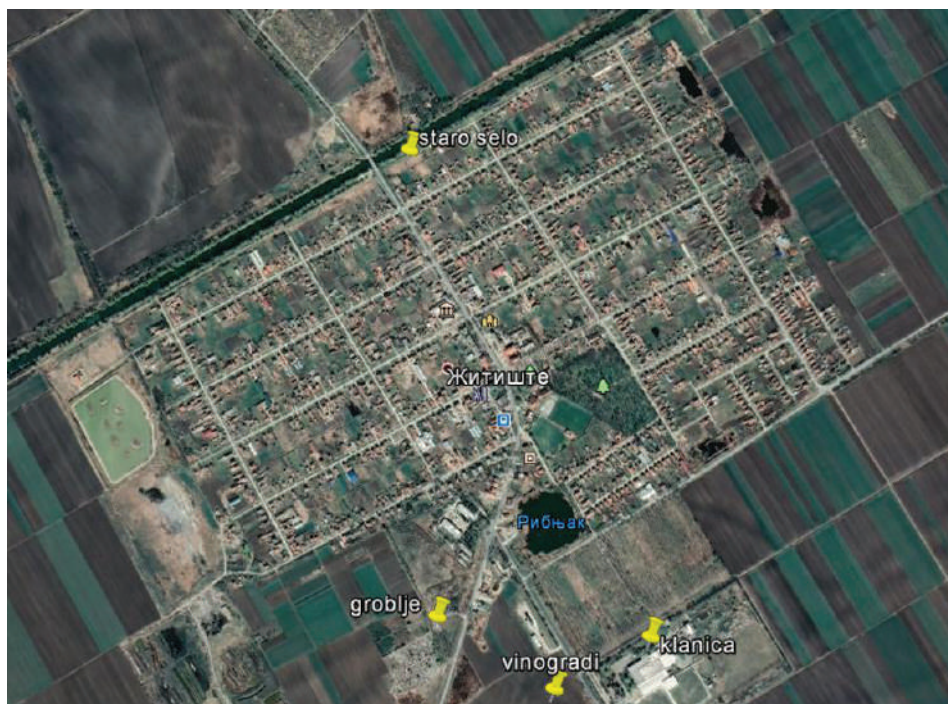 staro selo
Житиште
Рибњак
groblje
klanica
vinogradi